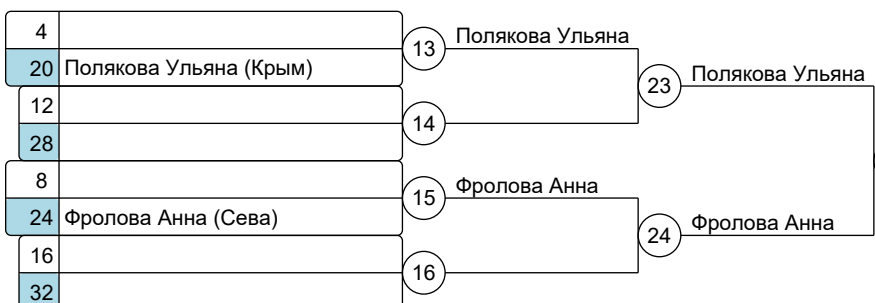 4
13 Полякова Ульяна
20 Полякова Ульяна (Крым)
23 Полякова Ульяна
12
14
28
8
15 Фролова Анна
24 Фролова Анна (Сева)
24 Фролова Анна
16
16
32